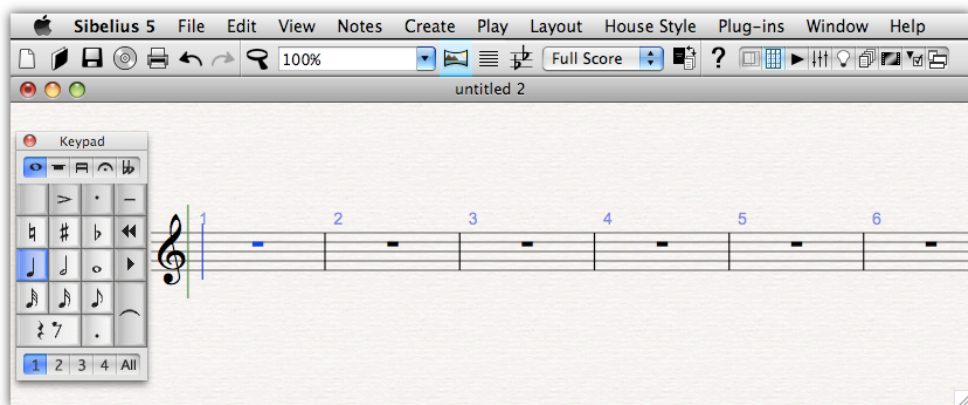 Sibelius 5 File Edit View Notes Create Play Layout House Style Plug-ins Window Help
100% Full Score ?
untitled 2
Keypad
1 2 3 4 5 6
1 2 3 4 All